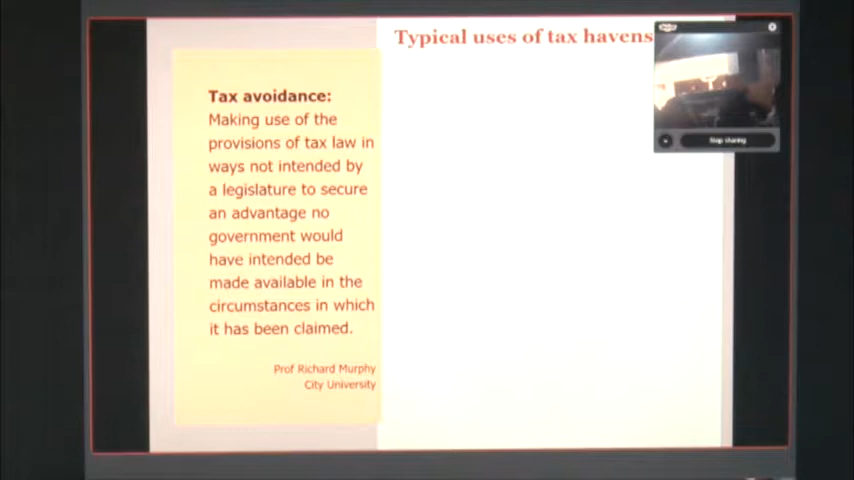 Typical uses of tax havens
Tax avoidance:
Making use of the
provisions of tax law in
ways not intended by
a legislature to secure
an advantage no
government would
have intended be
made available in the
circumstances in which
it has been claimed.
Prof Richard Murphy
City University
Stop sharing